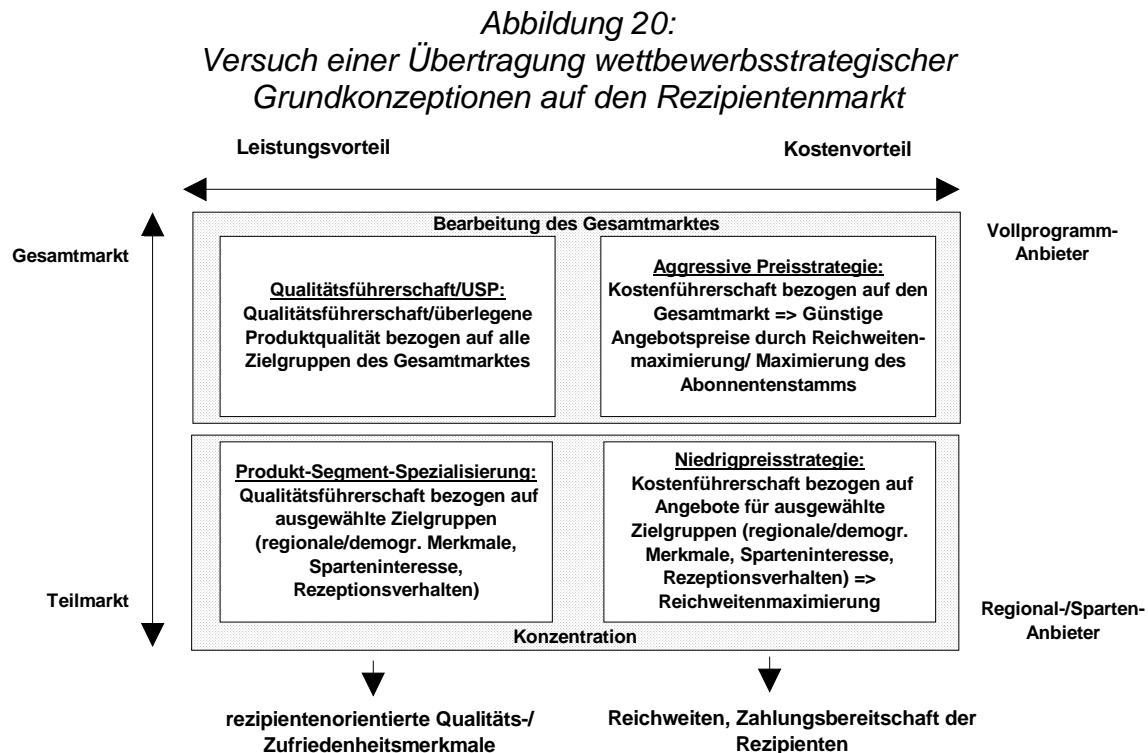 Abbildung 20:
Versuch einer Übertragung wettbewerbsstrategischer
Grundkonzeptionen auf den Rezipientenmarkt
Leistungsvorteil
Kostenvorteil
Gesamtmarkt
Bearbeitung des Gesamtmarktes
Vollprogramm-
Anbieter
Qualitätsführerschaft/USP:
Qualitätsführerschaft/überlegene
Produktqualität bezogen auf alle
Zielgruppen des Gesamtmarktes
Aggressive Preisstrategie:
Kostenführerschaft bezogen auf den
Gesamtmarkt => Günstige
Angebotspreise durch Reichweiten-
maximierung/ Maximierung des
Abonnentenstamms
Produkt-Segment-Spezialisierung:
Qualitätsführerschaft bezogen auf
ausgewählte Zielgruppen
(regionale/demogr. Merkmale,
Sparteninteresse,
Rezeptionsverhalten)
Niedrigpreisstrategie:
Kostenführerschaft bezogen auf
Angebote für ausgewählte
Zielgruppen (regionale/demogr.
Merkmale, Sparteninteresse,
Rezeptionsverhalten) =>
Reichweitenmaximierung
Teilmarkt
Konzentration
Regional-/Sparten-
Anbieter
rezipientenorientierte Qualitäts-/
Zufriedenheitsmerkmale
Reichweiten, Zahlungsbereitschaft der
Rezipienten